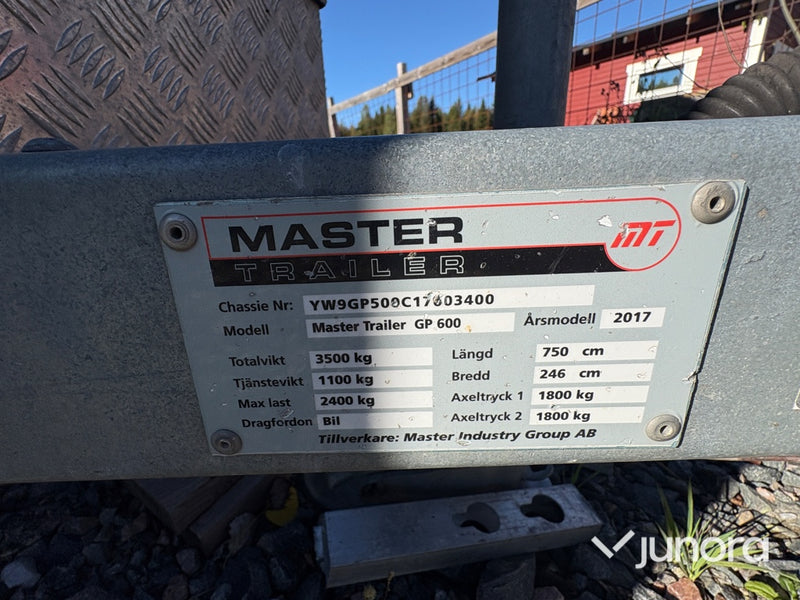 MASTER MT
TRAILER
Chassie Nr: YW9GP500C17603400
Modell Master Trailer GP 600 Årsmodell 2017
Totalvikt 3500 kg Längd 750 cm
Tjänstevikt 1100 kg Bredd 246 cm
Max last 2400 kg Axeltryck 1 1800 kg
Dragfordon Bil Axeltryck 2 1800 kg
Tillverkare: Master Industry Group AB
junora